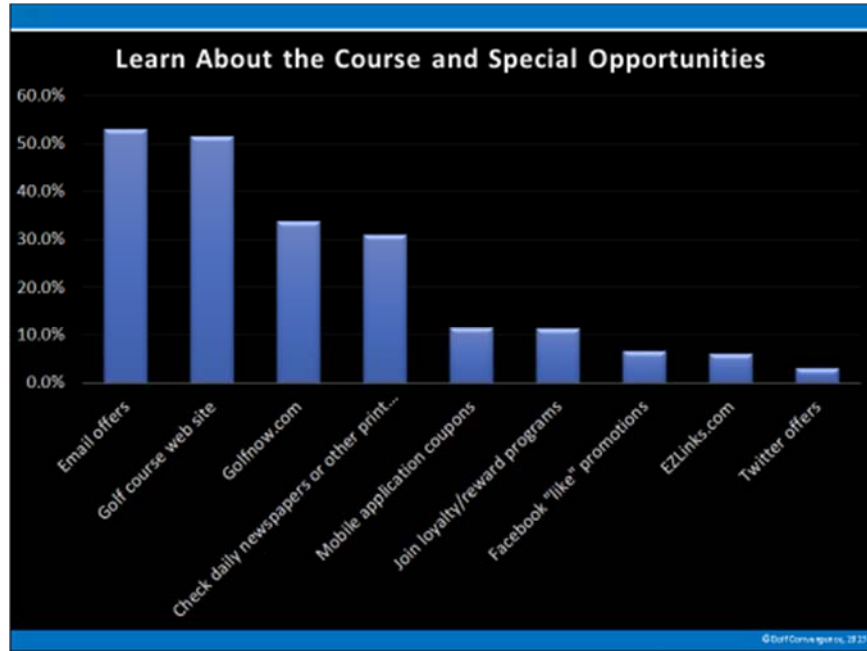 Learn About the Course and Special Opportunities
60.0%
50.0%
40.0%
30.0%
20.0%
10.0%
0.0%
Email offers
Golf course web site
Golfnow.com
Check daily newspapers or other print...
Mobile application coupons
Join loyalty/reward programs
Facebook "like" promotions
EZLinks.com
Twitter offers